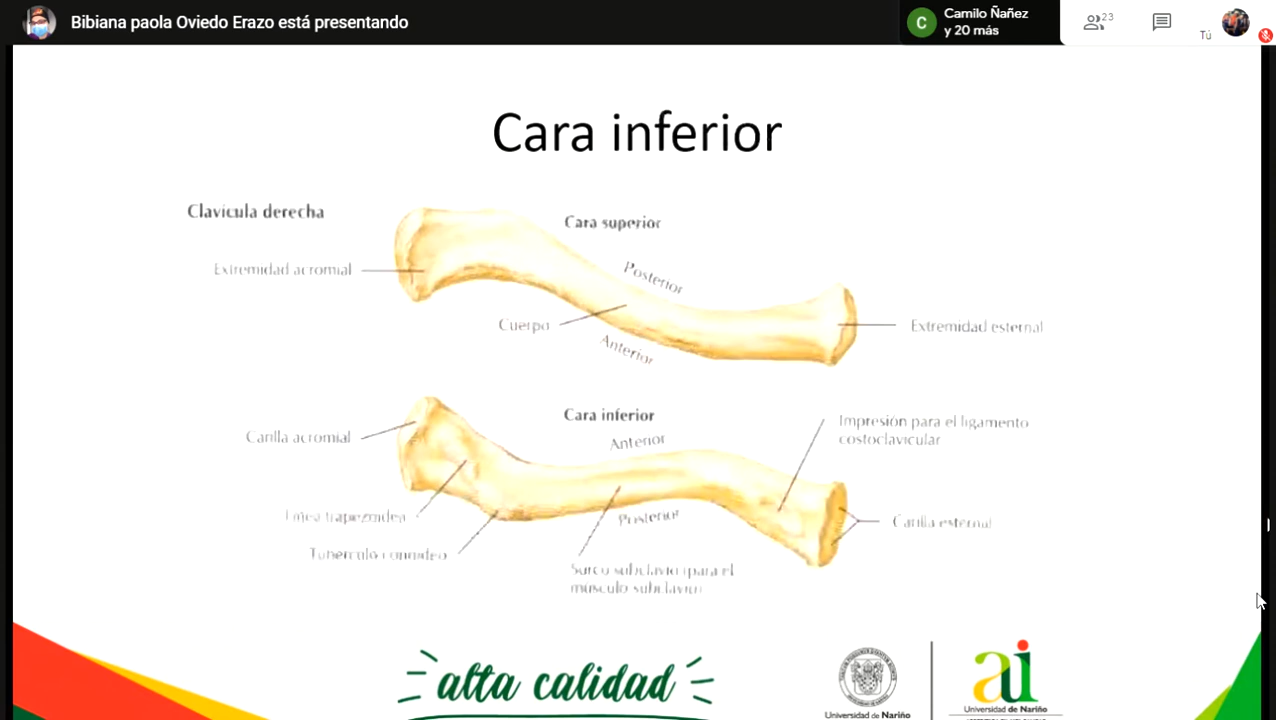 Bibiana paola Oviedo Erazo está presentando
C
Camilo Ñañez
y 20 más
23
Tú
Cara inferior
Clavícula derecha
Cara superior
Extremidad acromial
Posterior
Cuerpo
Anterior
Extremidad esternal
Cara inferior
Carilla acromial
Anterior
Impresión para el ligamento
costoclavicular
Línea trapezoidea
Posterior
Carilla esternal
Tubérculo conoideo
Surco subclavio (para el
músculo subclavio)
alta calidad
Universidad de Nariño
ai
Universidad de Nariño